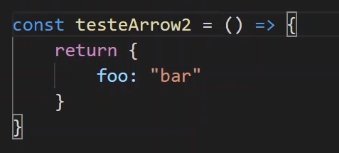 const testeArrow2 = () => {
    return {
        foo: "bar"
    }
}